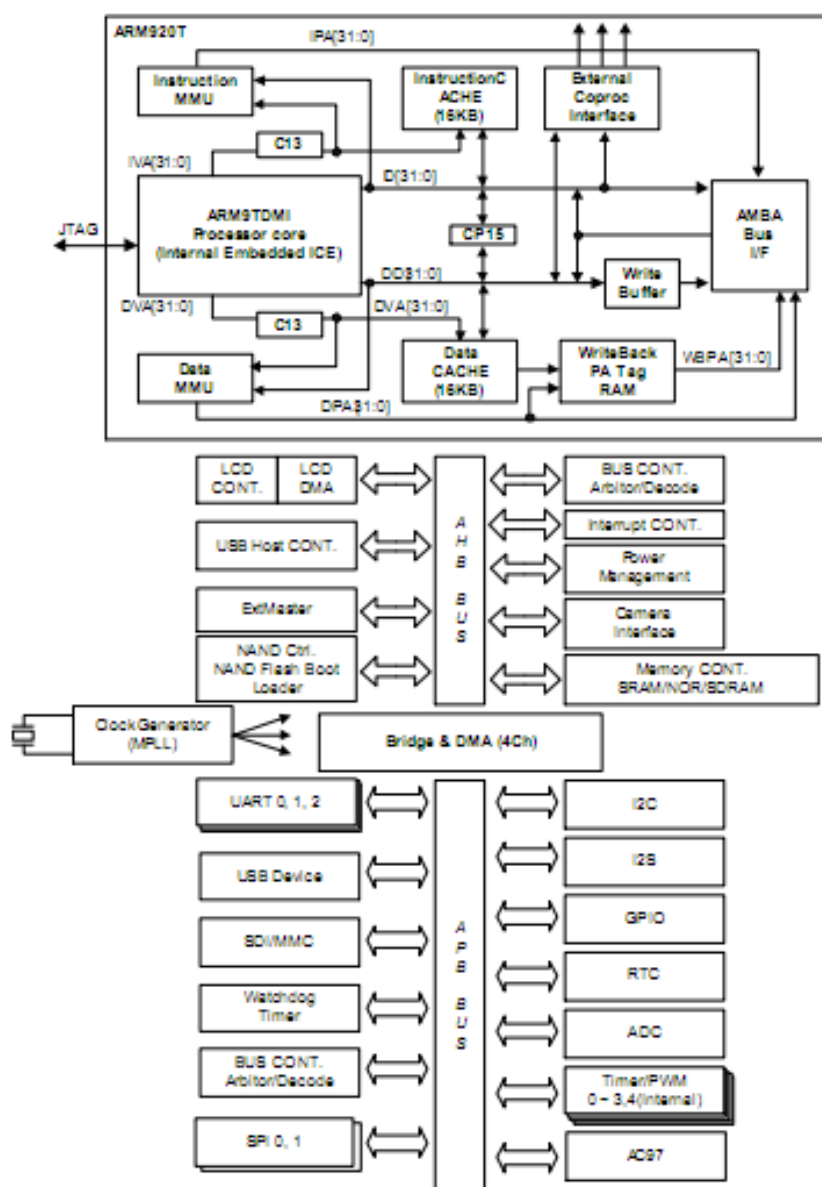 ARM920T
IPA[31:0]
Instruction
MMU
InstructionC
ACHE
(16KB)
External
Coproc
Interface
C13
IVA[31:0]
ID[31:0]
JTAG
ARM9TDMI
Processor core
(Internal Embedded ICE)
CP15
AMBA
Bus
I/F
DD[31:0]
Write
Buffer
DVA[31:0]
C13
DVA[31:0]
Data
MMU
Data
CACHE
(16KB)
WriteBack
PA Tag
RAM
WBPA[31:0]
DPA[31:0]
LCD
CONT.
LCD
DMA
BUS CONT.
Arbitor/Decode
USB Host CONT.
Interrupt CONT.
Power
Management
ExtMaster
Camera
Interface
NAND Ctrl.
NAND Flash Boot
Loader
Memory CONT.
SRAM/NOR/SDRAM
AHB BUS
Clock Generator
(MPLL)
Bridge & DMA (4Ch)
UART 0, 1, 2
I2C
USB Device
I2S
GPIO
SDI/MMC
RTC
Watchdog
Timer
ADC
BUS CONT.
Arbitor/Decode
Timer/PWM
0 ~ 3,4(Internal)
SPI 0, 1
AC97
APB BUS